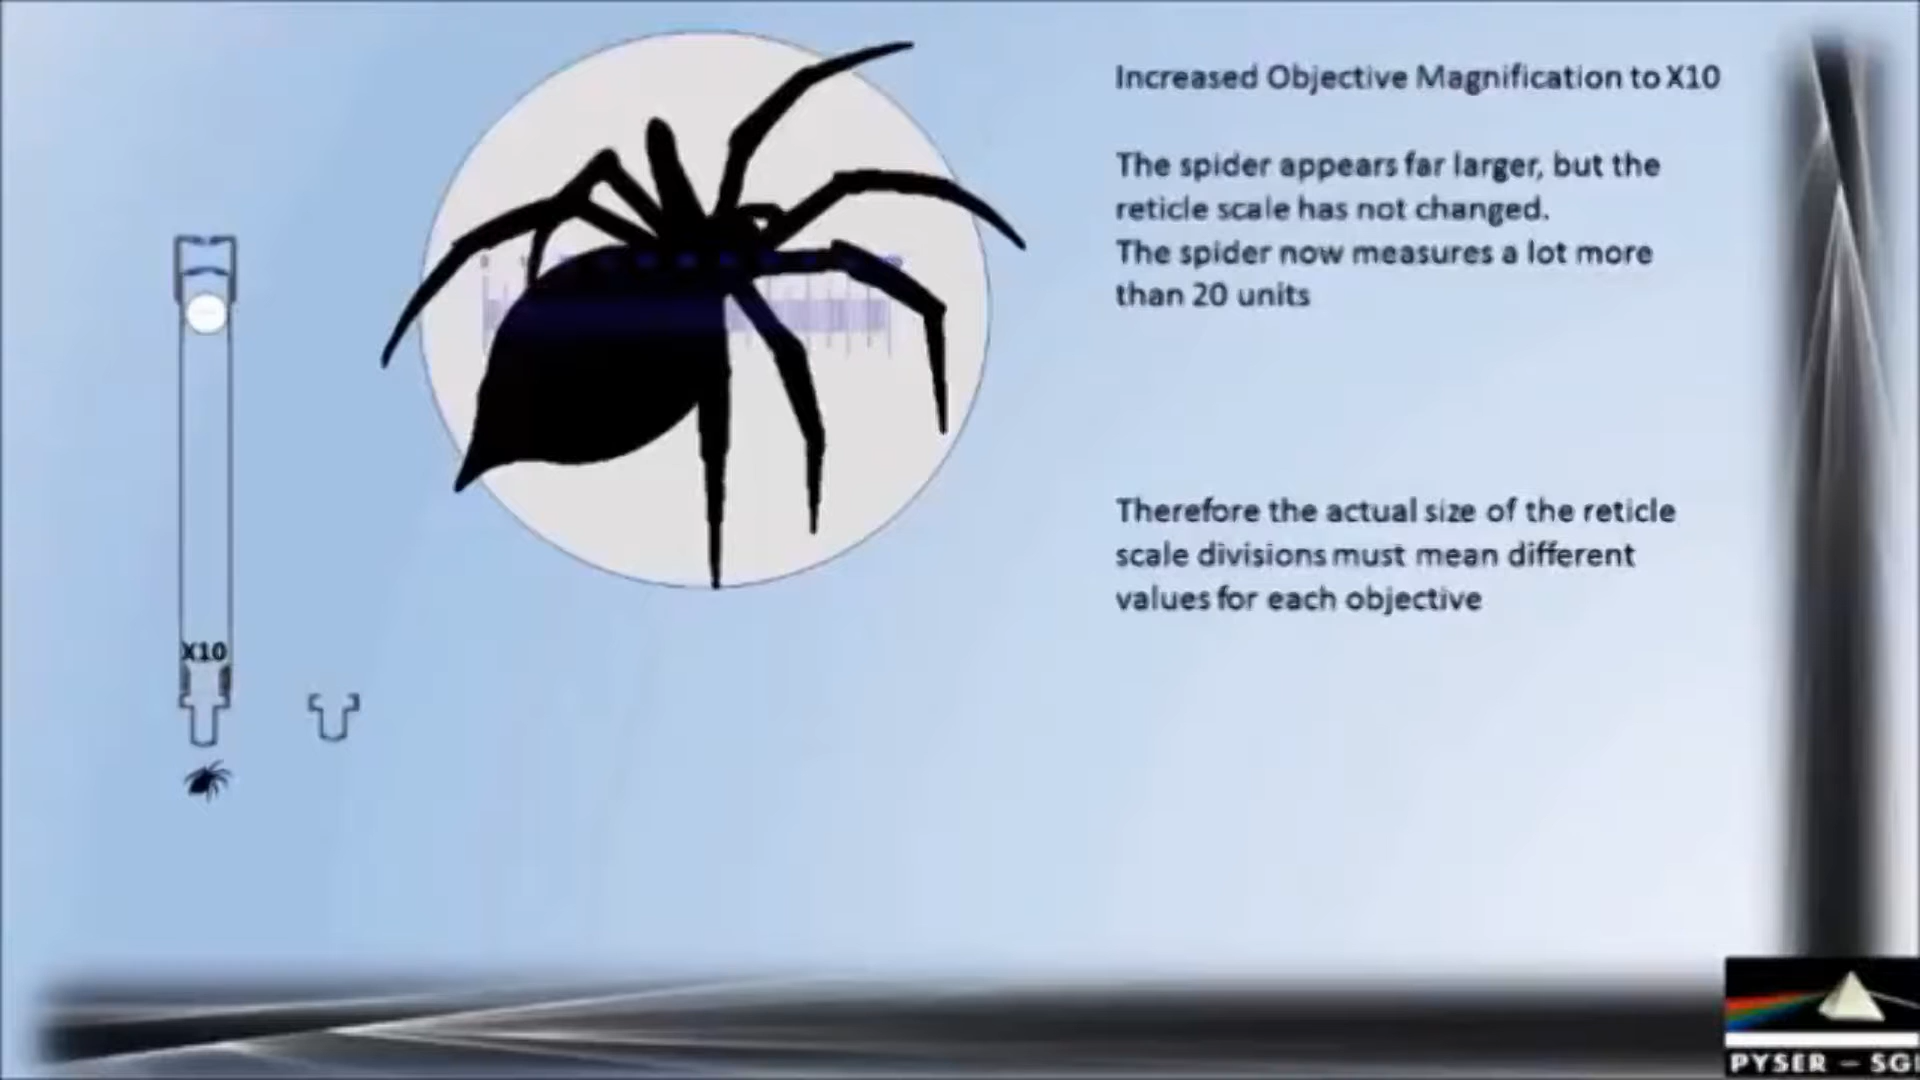 Increased Objective Magnification to X10
The spider appears far larger, but the
reticle scale has not changed.
The spider now measures a lot more
than 20 units
Therefore the actual size of the reticle
scale divisions must mean different
values for each objective
X10
PYSER – SGI